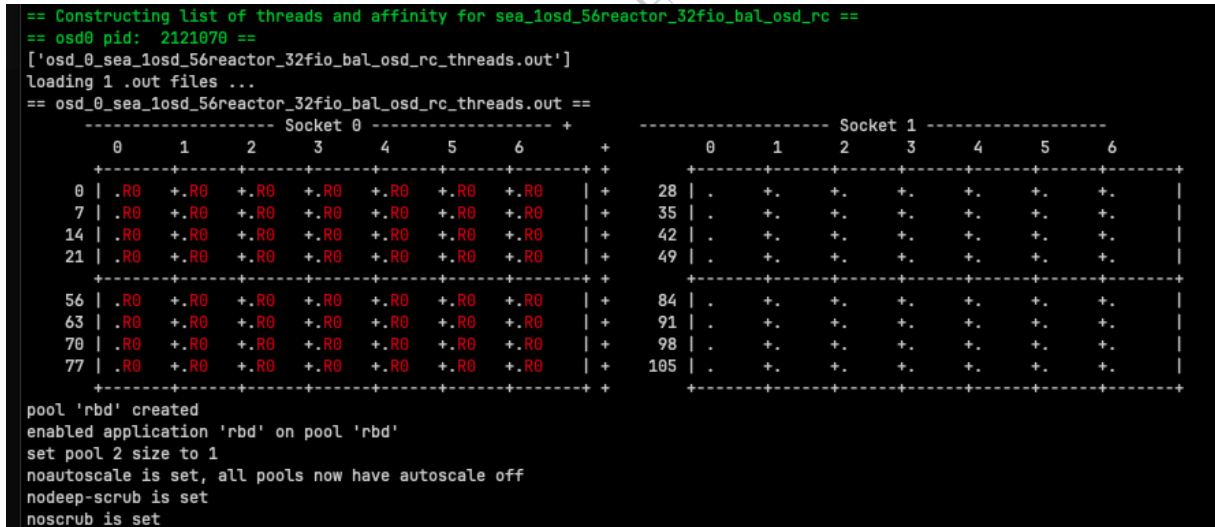 == Constructing list of threads and affinity for sea_1osd_56reactor_32fio_bal_osd_rc ==
== osd0 pid:  2121070 ==
['osd_0_sea_1osd_56reactor_32fio_bal_osd_rc_threads.out']
loading 1 .out files ...
== osd_0_sea_1osd_56reactor_32fio_bal_osd_rc_threads.out ==
--------------------- Socket 0 -------------------- +     --------------------- Socket 1 --------------------
0      1      2      3      4      5      6        +        0      1      2      3      4      5      6
+-------+------+------+------+------+------+-------+ +        +-------+------+------+------+------+------+-------+
0 | .R0   +.R0   +.R0   +.R0   +.R0   +.R0   +.R0    | +    28 | .     +.     +.     +.     +.     +.     +.      |
7 | .R0   +.R0   +.R0   +.R0   +.R0   +.R0   +.R0    | +    35 | .     +.     +.     +.     +.     +.     +.      |
14 | .R0   +.R0   +.R0   +.R0   +.R0   +.R0   +.R0    | +    42 | .     +.     +.     +.     +.     +.     +.      |
21 | .R0   +.R0   +.R0   +.R0   +.R0   +.R0   +.R0    | +    49 | .     +.     +.     +.     +.     +.     +.      |
+-------+------+------+------+------+------+-------+ +        +-------+------+------+------+------+------+-------+
56 | .R0   +.R0   +.R0   +.R0   +.R0   +.R0   +.R0    | +    84 | .     +.     +.     +.     +.     +.     +.      |
63 | .R0   +.R0   +.R0   +.R0   +.R0   +.R0   +.R0    | +    91 | .     +.     +.     +.     +.     +.     +.      |
70 | .R0   +.R0   +.R0   +.R0   +.R0   +.R0   +.R0    | +    98 | .     +.     +.     +.     +.     +.     +.      |
77 | .R0   +.R0   +.R0   +.R0   +.R0   +.R0   +.R0    | +   105 | .     +.     +.     +.     +.     +.     +.      |
+-------+------+------+------+------+------+-------+ +        +-------+------+------+------+------+------+-------+
pool 'rbd' created
enabled application 'rbd' on pool 'rbd'
set pool 2 size to 1
noautoscale is set, all pools now have autoscale off
nodeep-scrub is set
noscrub is set